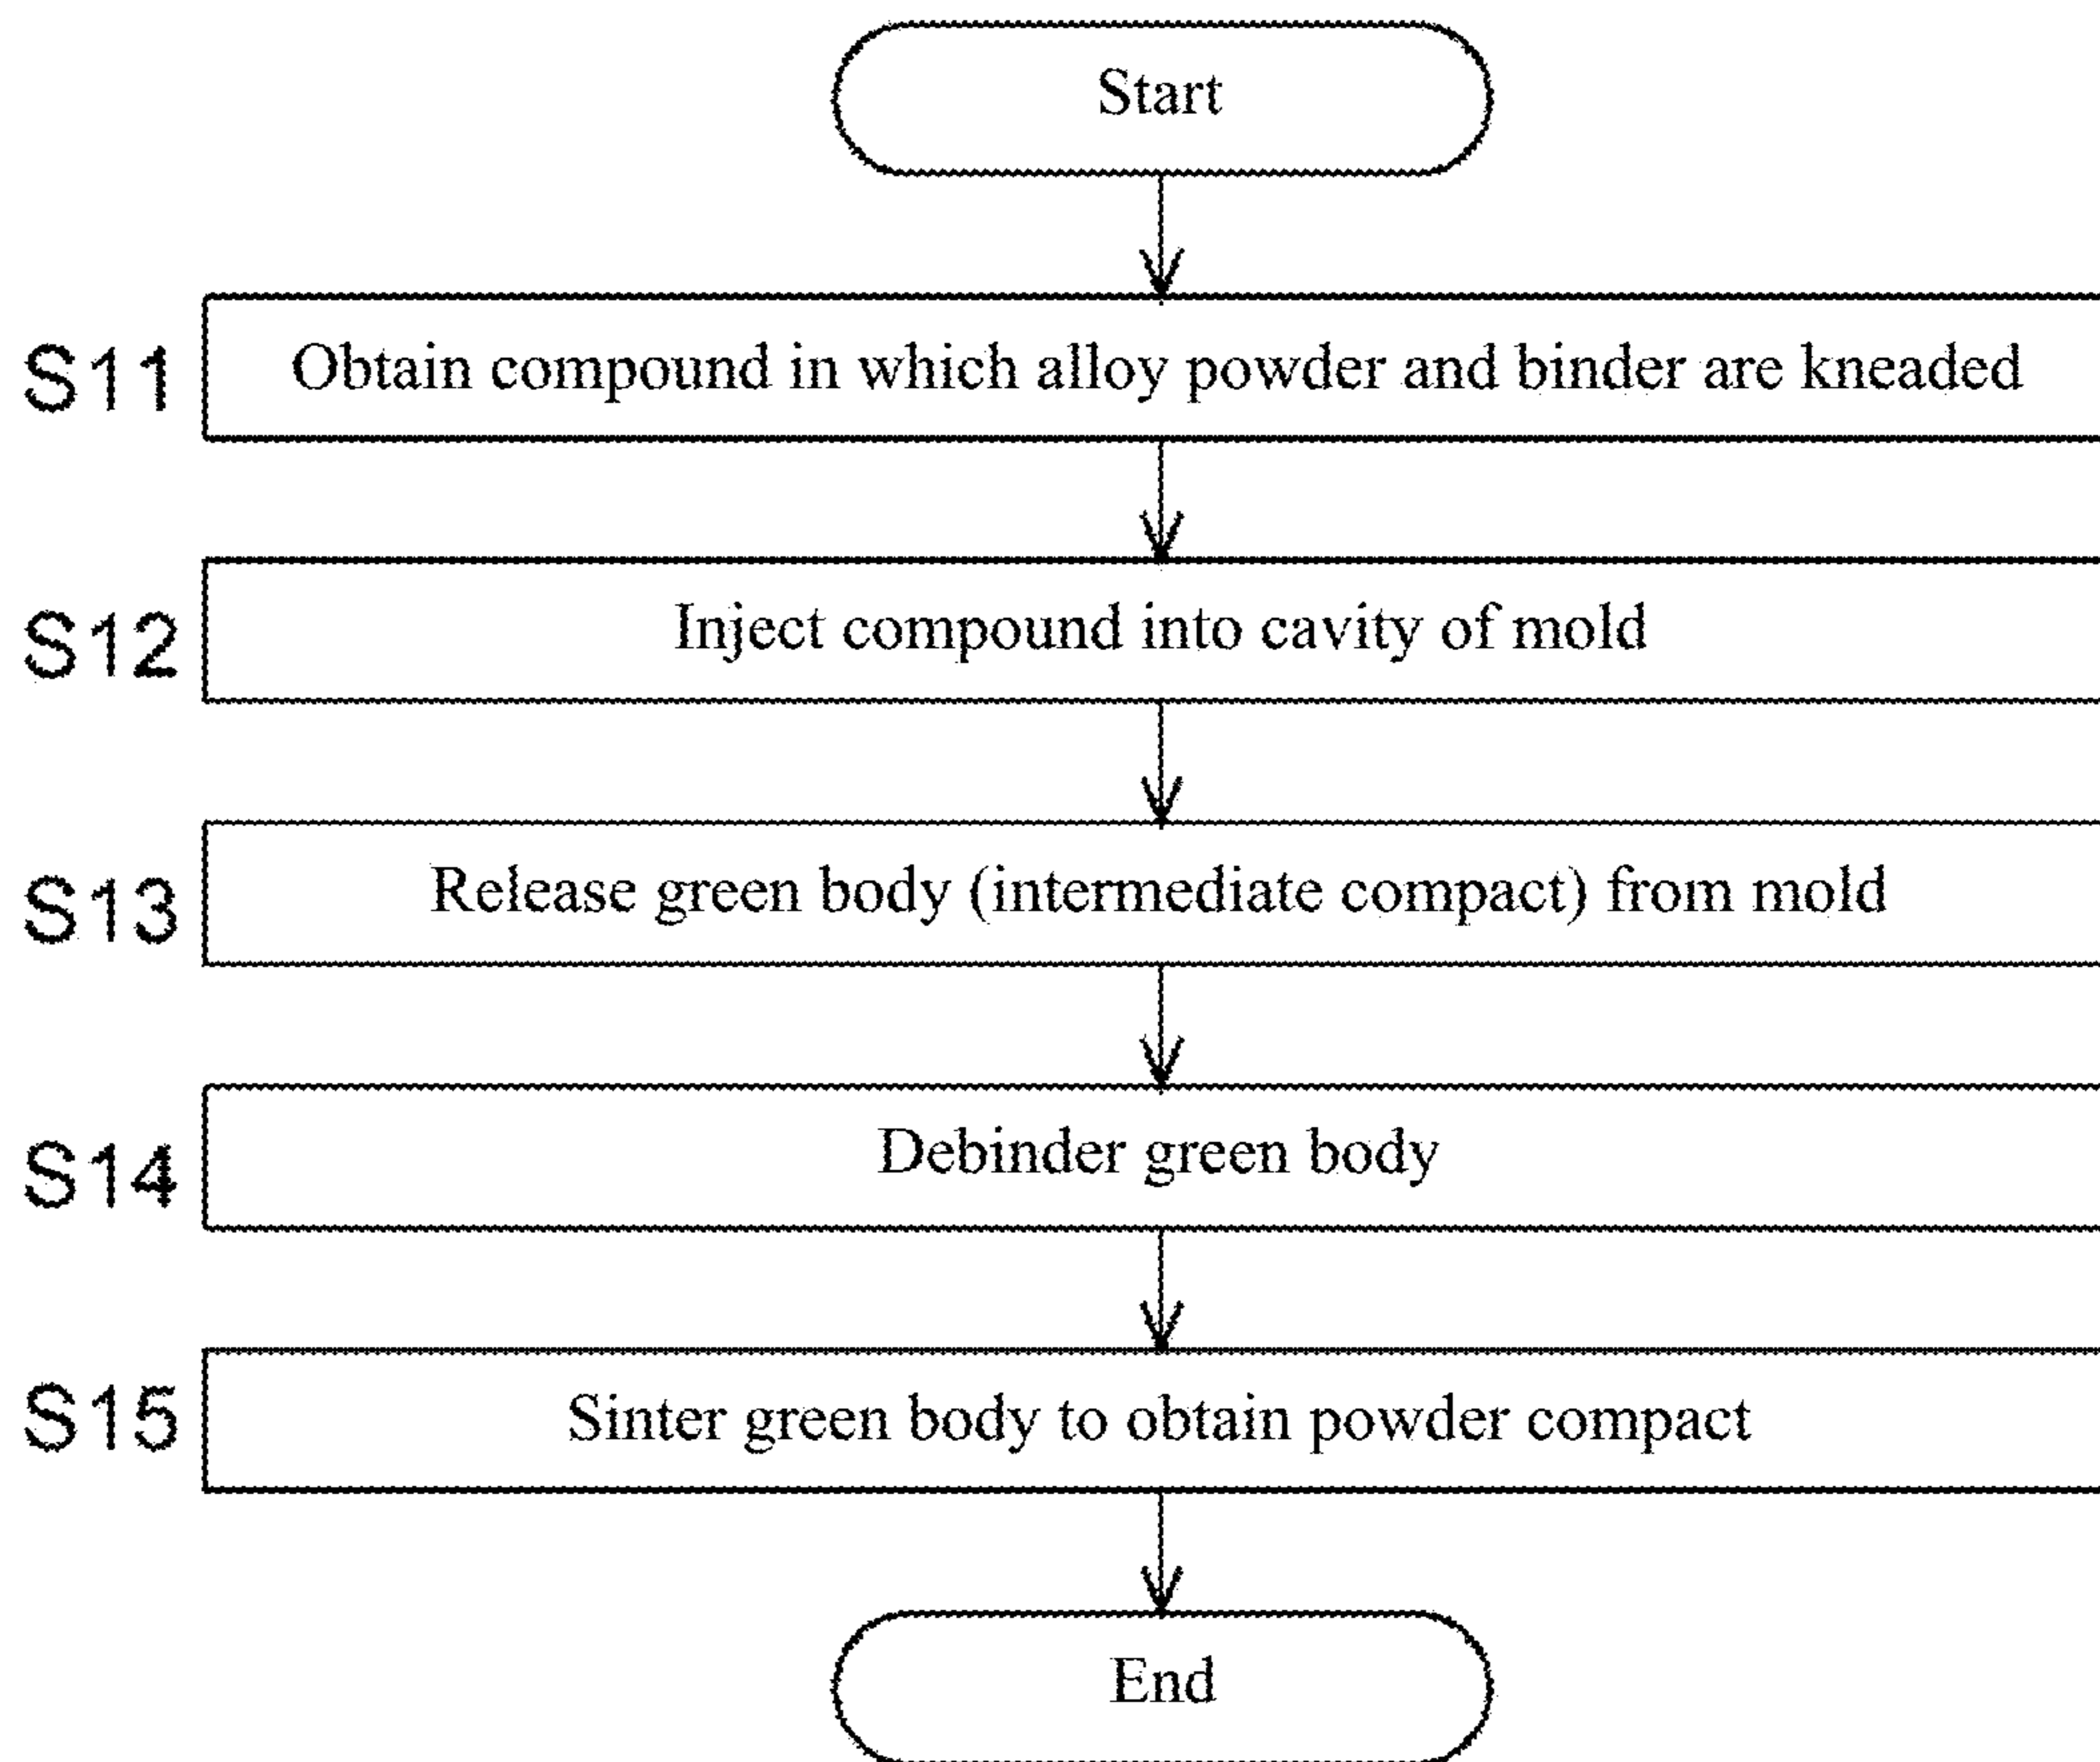 Start
S11 Obtain compound in which alloy powder and binder are kneaded
S12 Inject compound into cavity of mold
S13 Release green body (intermediate compact) from mold
S14 Debinder green body
S15 Sinter green body to obtain powder compact
End